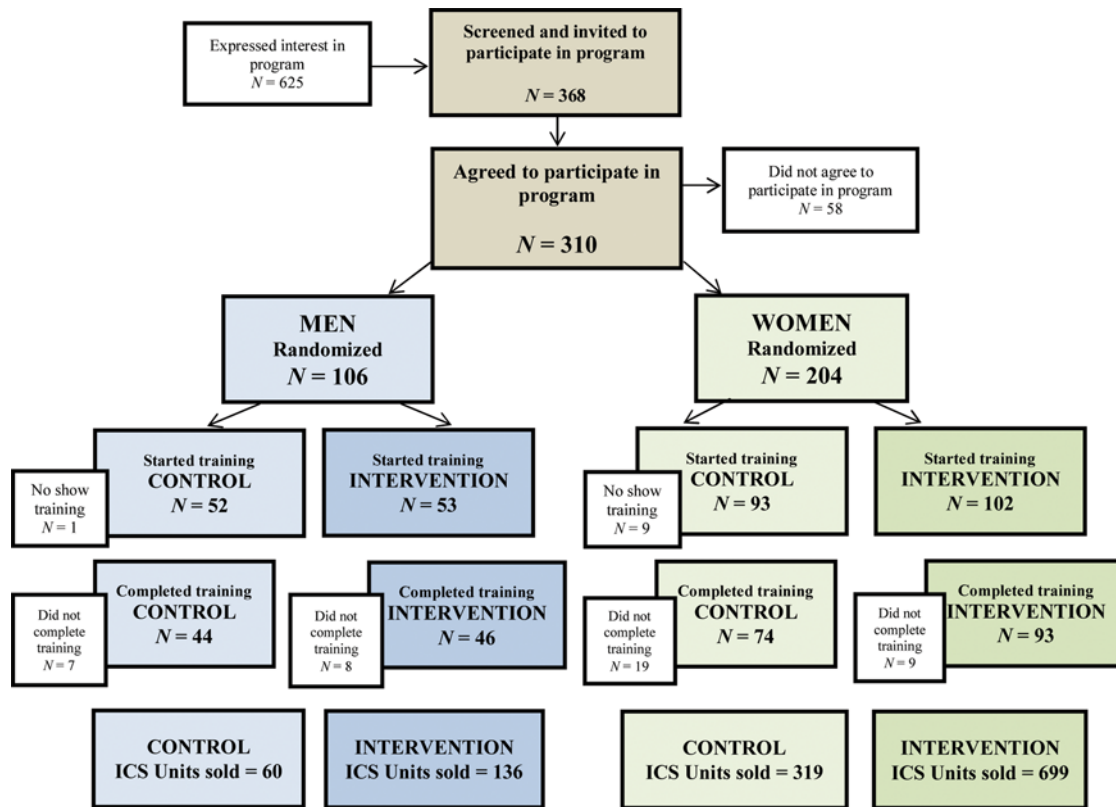 Expressed interest in
program
N = 625
Screened and invited to
participate in program
N = 368
Agreed to participate in
program
N = 310
Did not agree to
participate in program
N = 58
MEN
Randomized
N = 106
WOMEN
Randomized
N = 204
No show
training
N = 1
Started training
CONTROL
N = 52
Started training
INTERVENTION
N = 53
No show
training
N = 9
Started training
CONTROL
N = 93
Started training
INTERVENTION
N = 102
Did not
complete
training
N = 7
Completed training
CONTROL
N = 44
Did not
complete
training
N = 8
Completed training
INTERVENTION
N = 46
Did not
complete
training
N = 19
Completed training
CONTROL
N = 74
Did not
complete
training
N = 9
Completed training
INTERVENTION
N = 93
CONTROL
ICS Units sold = 60
INTERVENTION
ICS Units sold = 136
CONTROL
ICS Units sold = 319
INTERVENTION
ICS Units sold = 699